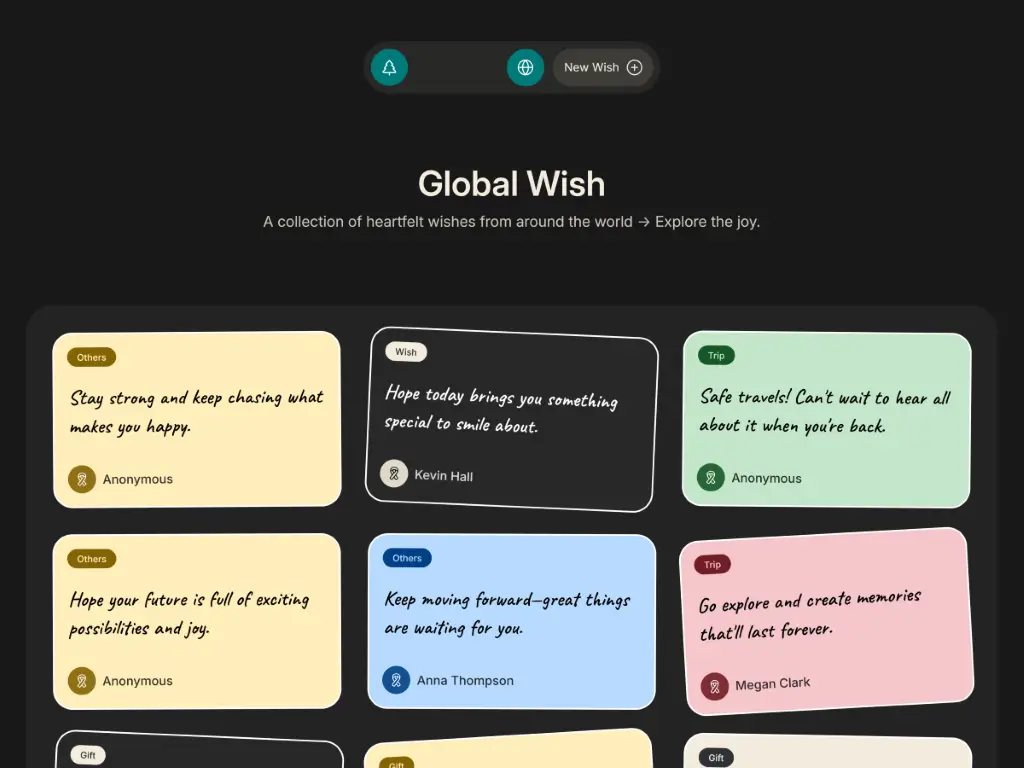 New Wish
Global Wish
A collection of heartfelt wishes from around the world → Explore the joy.
Others
Stay strong and keep chasing what
makes you happy.
Anonymous
Wish
Hope today brings you something
special to smile about.
Kevin Hall
Trip
Safe travels! Can't wait to hear all
about it when you're back.
Anonymous
Others
Hope your future is full of exciting
possibilities and joy.
Anonymous
Others
Keep moving forward—great things
are waiting for you.
Anna Thompson
Trip
Go explore and create memories
that'll last forever.
Megan Clark
Gift
Gift
Gift